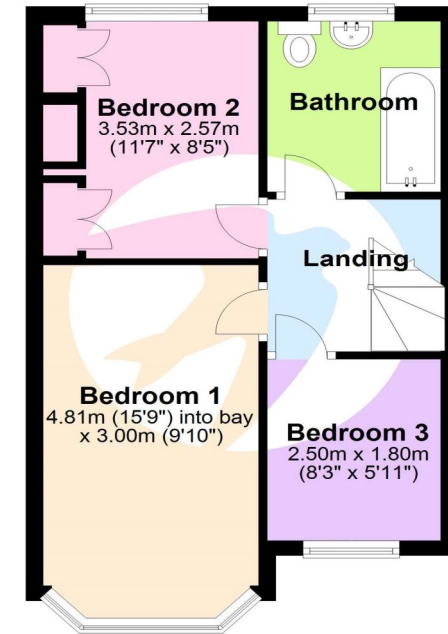 Bedroom 2
3.53m x 2.57m
(11'7" x 8'5")
Bathroom
Landing
Bedroom 1
4.81m (15'9") into bay
x 3.00m (9'10")
Bedroom 3
2.50m x 1.80m
(8'3" x 5'11")